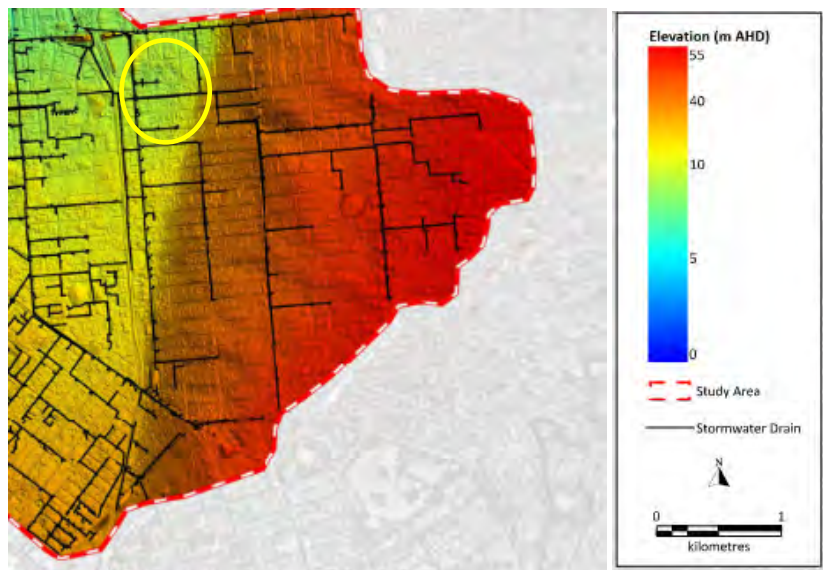 Elevation (m AHD)
55
40
10
5
0
Study Area
Stormwater Drain
N
0 1
kilometres